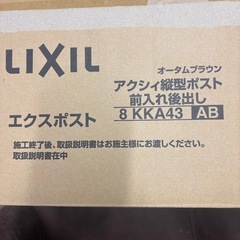 LIXIL
オータムブラウン
アクシィ縦型ポスト
前入れ後出し
エクスポスト
8 KKA43 AB
施工終了後、取扱説明書はお施主様にお渡しください。
取扱説明書在中